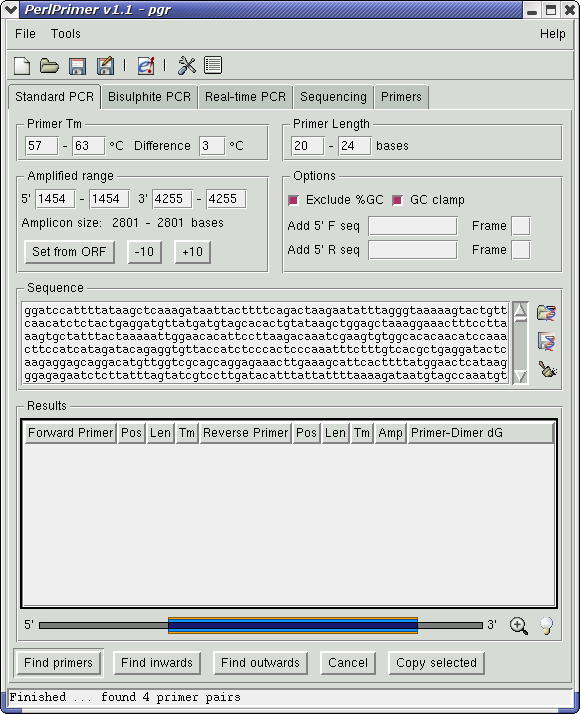 PerlPrimer v1.1 - pgr
File Tools Help
Standard PCR Bisulphite PCR Real-time PCR Sequencing Primers
Primer Tm Primer Length
57 - 63 °C Difference 3 °C 20 - 24 bases
Amplified range Options
5' 1454 - 1454 3' 4255 - 4255 Exclude %GC GC clamp
Amplicon size: 2801 - 2801 bases Add 5' F seq Frame
Set from ORF -10 +10 Add 5' R seq Frame
Sequence
ggatccattttataagctcaaagataattacttttcagactaagaatatttagggtaaaaagtactgtt
caacatctctactgaggatgttatgatgtagcacactgtataagctggagctaaaggaaactttccttа
aagtgctatttactaaaaattggaacacattccttaagacaaatcgaagtgtggcacacaacatccaaa
cttccatcatagatacagaggtgttaccatctcccactcccaaattctttctttgtcacgctgaggatactc
aagaggagcaggacatgttggtcgcagcaggagagaaacttgaaagcattcacttttatggaactcataag
ggagagaatctcttatttagtatcgtccttgatacatttatattattttaaaagataatgtagccaaatgt
Results
Forward Primer Pos Len Tm Reverse Primer Pos Len Tm Amp Primer-Dimer dG
5' 3'
Find primers Find inwards Find outwards Cancel Copy selected
Finished ... found 4 primer pairs